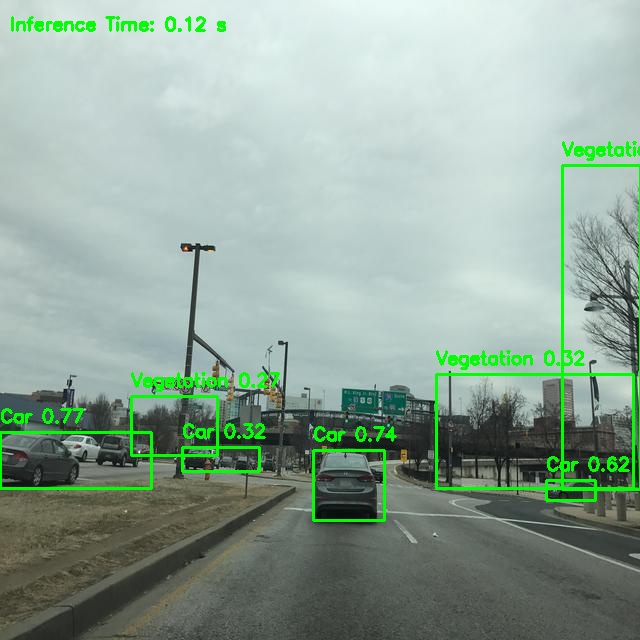 Inference Time: 0.12 s
Vegetatio
Vegetation 0.32
Vegetation 0.27
Car 0.77
Car 0.32
Car 0.74
Car 0.62